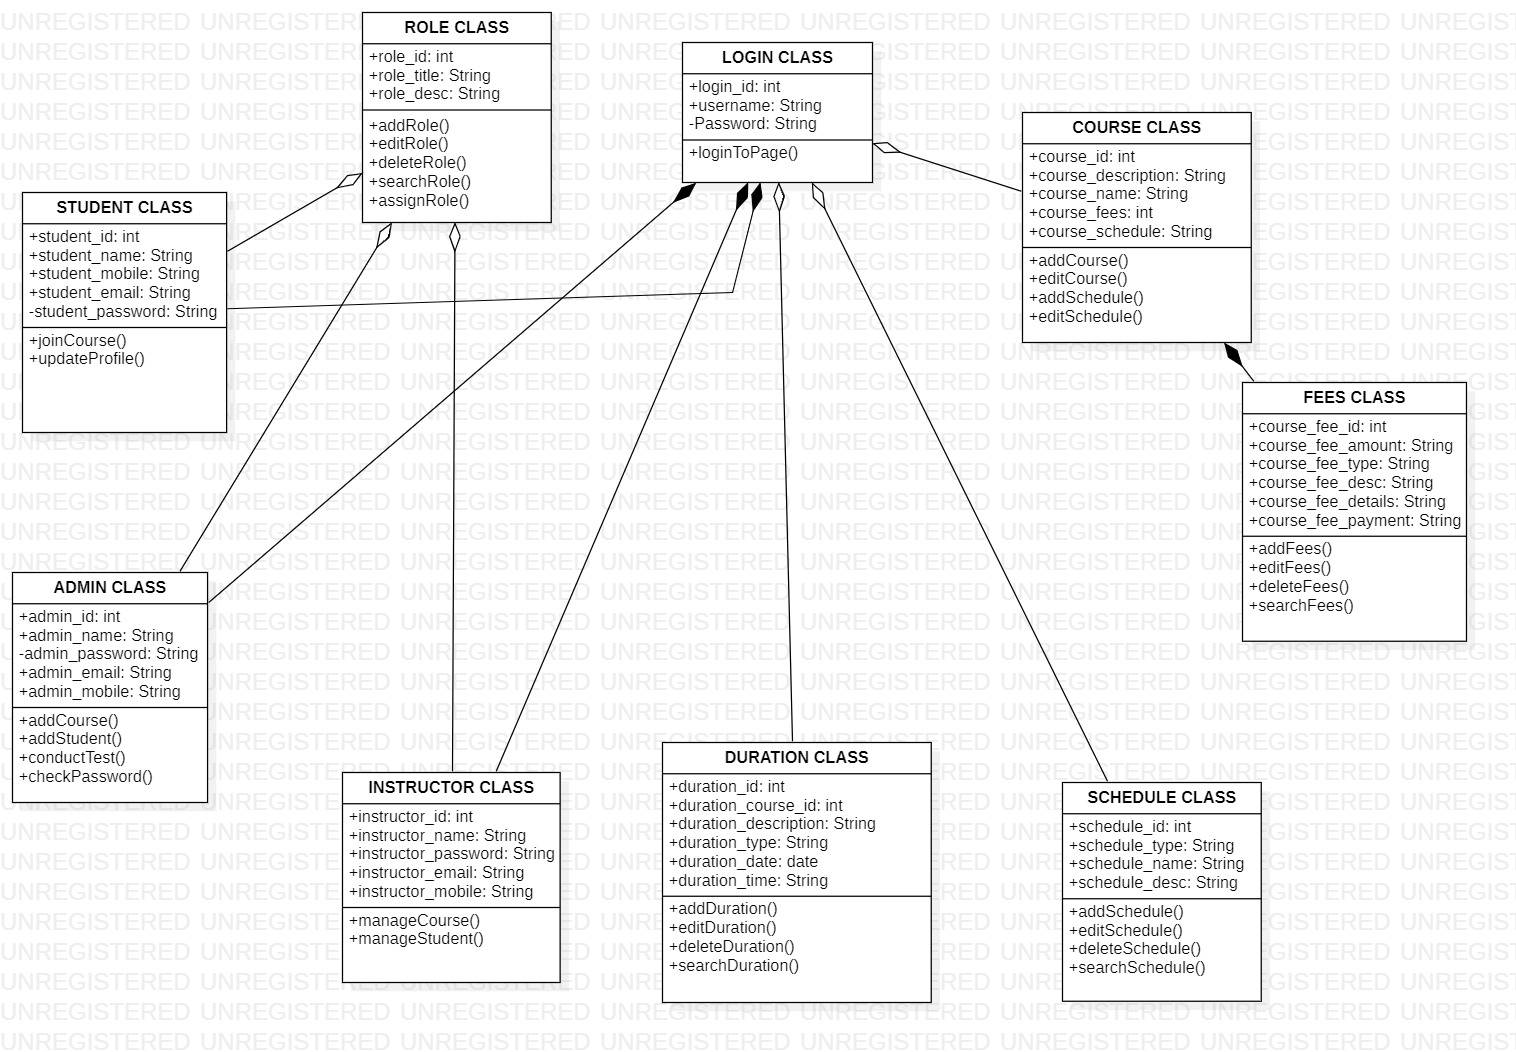 ROLE CLASS
+role_id: int
+role_title: String
+role_desc: String
+addRole()
+editRole()
+deleteRole()
+searchRole()
+assignRole()
LOGIN CLASS
+login_id: int
+username: String
-Password: String
+loginToPage()
COURSE CLASS
+course_id: int
+course_description: String
+course_name: String
+course_fees: int
+course_schedule: String
+addCourse()
+editCourse()
+addSchedule()
+editSchedule()
STUDENT CLASS
+student_id: int
+student_name: String
+student_mobile: String
+student_email: String
-student_password: String
+joinCourse()
+updateProfile()
FEES CLASS
+course_fee_id: int
+course_fee_amount: String
+course_fee_type: String
+course_fee_desc: String
+course_fee_details: String
+course_fee_payment: String
+addFees()
+editFees()
+deleteFees()
+searchFees()
ADMIN CLASS
+admin_id: int
+admin_name: String
-admin_password: String
+admin_email: String
+admin_mobile: String
+addCourse()
+addStudent()
+conductTest()
+checkPassword()
INSTRUCTOR CLASS
+instructor_id: int
+instructor_name: String
+instructor_password: String
+instructor_email: String
+instructor_mobile: String
+manageCourse()
+manageStudent()
DURATION CLASS
+duration_id: int
+duration_course_id: int
+duration_description: String
+duration_type: String
+duration_date: date
+duration_time: String
+addDuration()
+editDuration()
+deleteDuration()
+searchDuration()
SCHEDULE CLASS
+schedule_id: int
+schedule_type: String
+schedule_name: String
+schedule_desc: String
+addSchedule()
+editSchedule()
+deleteSchedule()
+searchSchedule()
UNREGISTERED